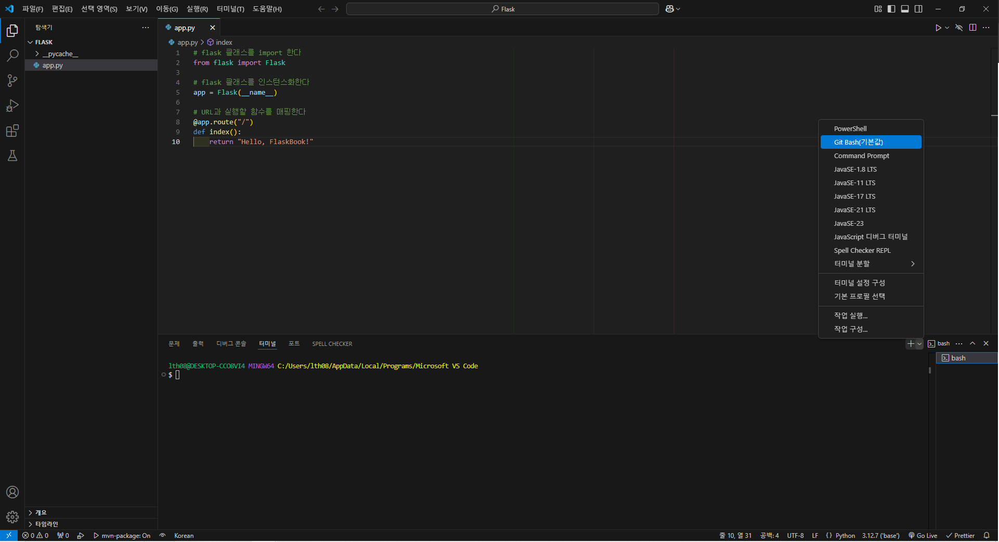 파일(F) 편집(E) 선택 영역(S) 보기(V) 이동(G) 실행(R) 터미널(T) 도움말(H)
Flask
탐색기
FLASK
__pycache__
app.py
app.py
app.py > index
1 # flask 클래스를 import 한다
2 from flask import Flask
3
4 # flask 클래스를 인스턴스화한다
5 app = Flask(__name__)
6
7 # URL과 실행할 함수를 매핑한다
8 @app.route("/")
9 def index():
10 return "Hello, FlaskBook!"
PowerShell
Git Bash(기본값)
Command Prompt
JavaSE-1.8 LTS
JavaSE-11 LTS
JavaSE-17 LTS
JavaSE-21 LTS
JavaSE-23
JavaScript 디버그 터미널
Spell Checker REPL
터미널 분할
터미널 설정 구성
기본 프로필 선택
작업 실행...
작업 구성...
문제 출력 디버그 콘솔 터미널 포트 SPELL CHECKER
bash
bash
lth08@DESKTOP-CCO8VI4 MINGW64 C:/Users/lth08/AppData/Local/Programs/Microsoft VS Code
$
개요
타임라인
0 0 0 mvn-package: On Korean
줄 10, 열 31 공백: 4 UTF-8 LF {} Python 3.12.7 ('base') Go Live Prettier